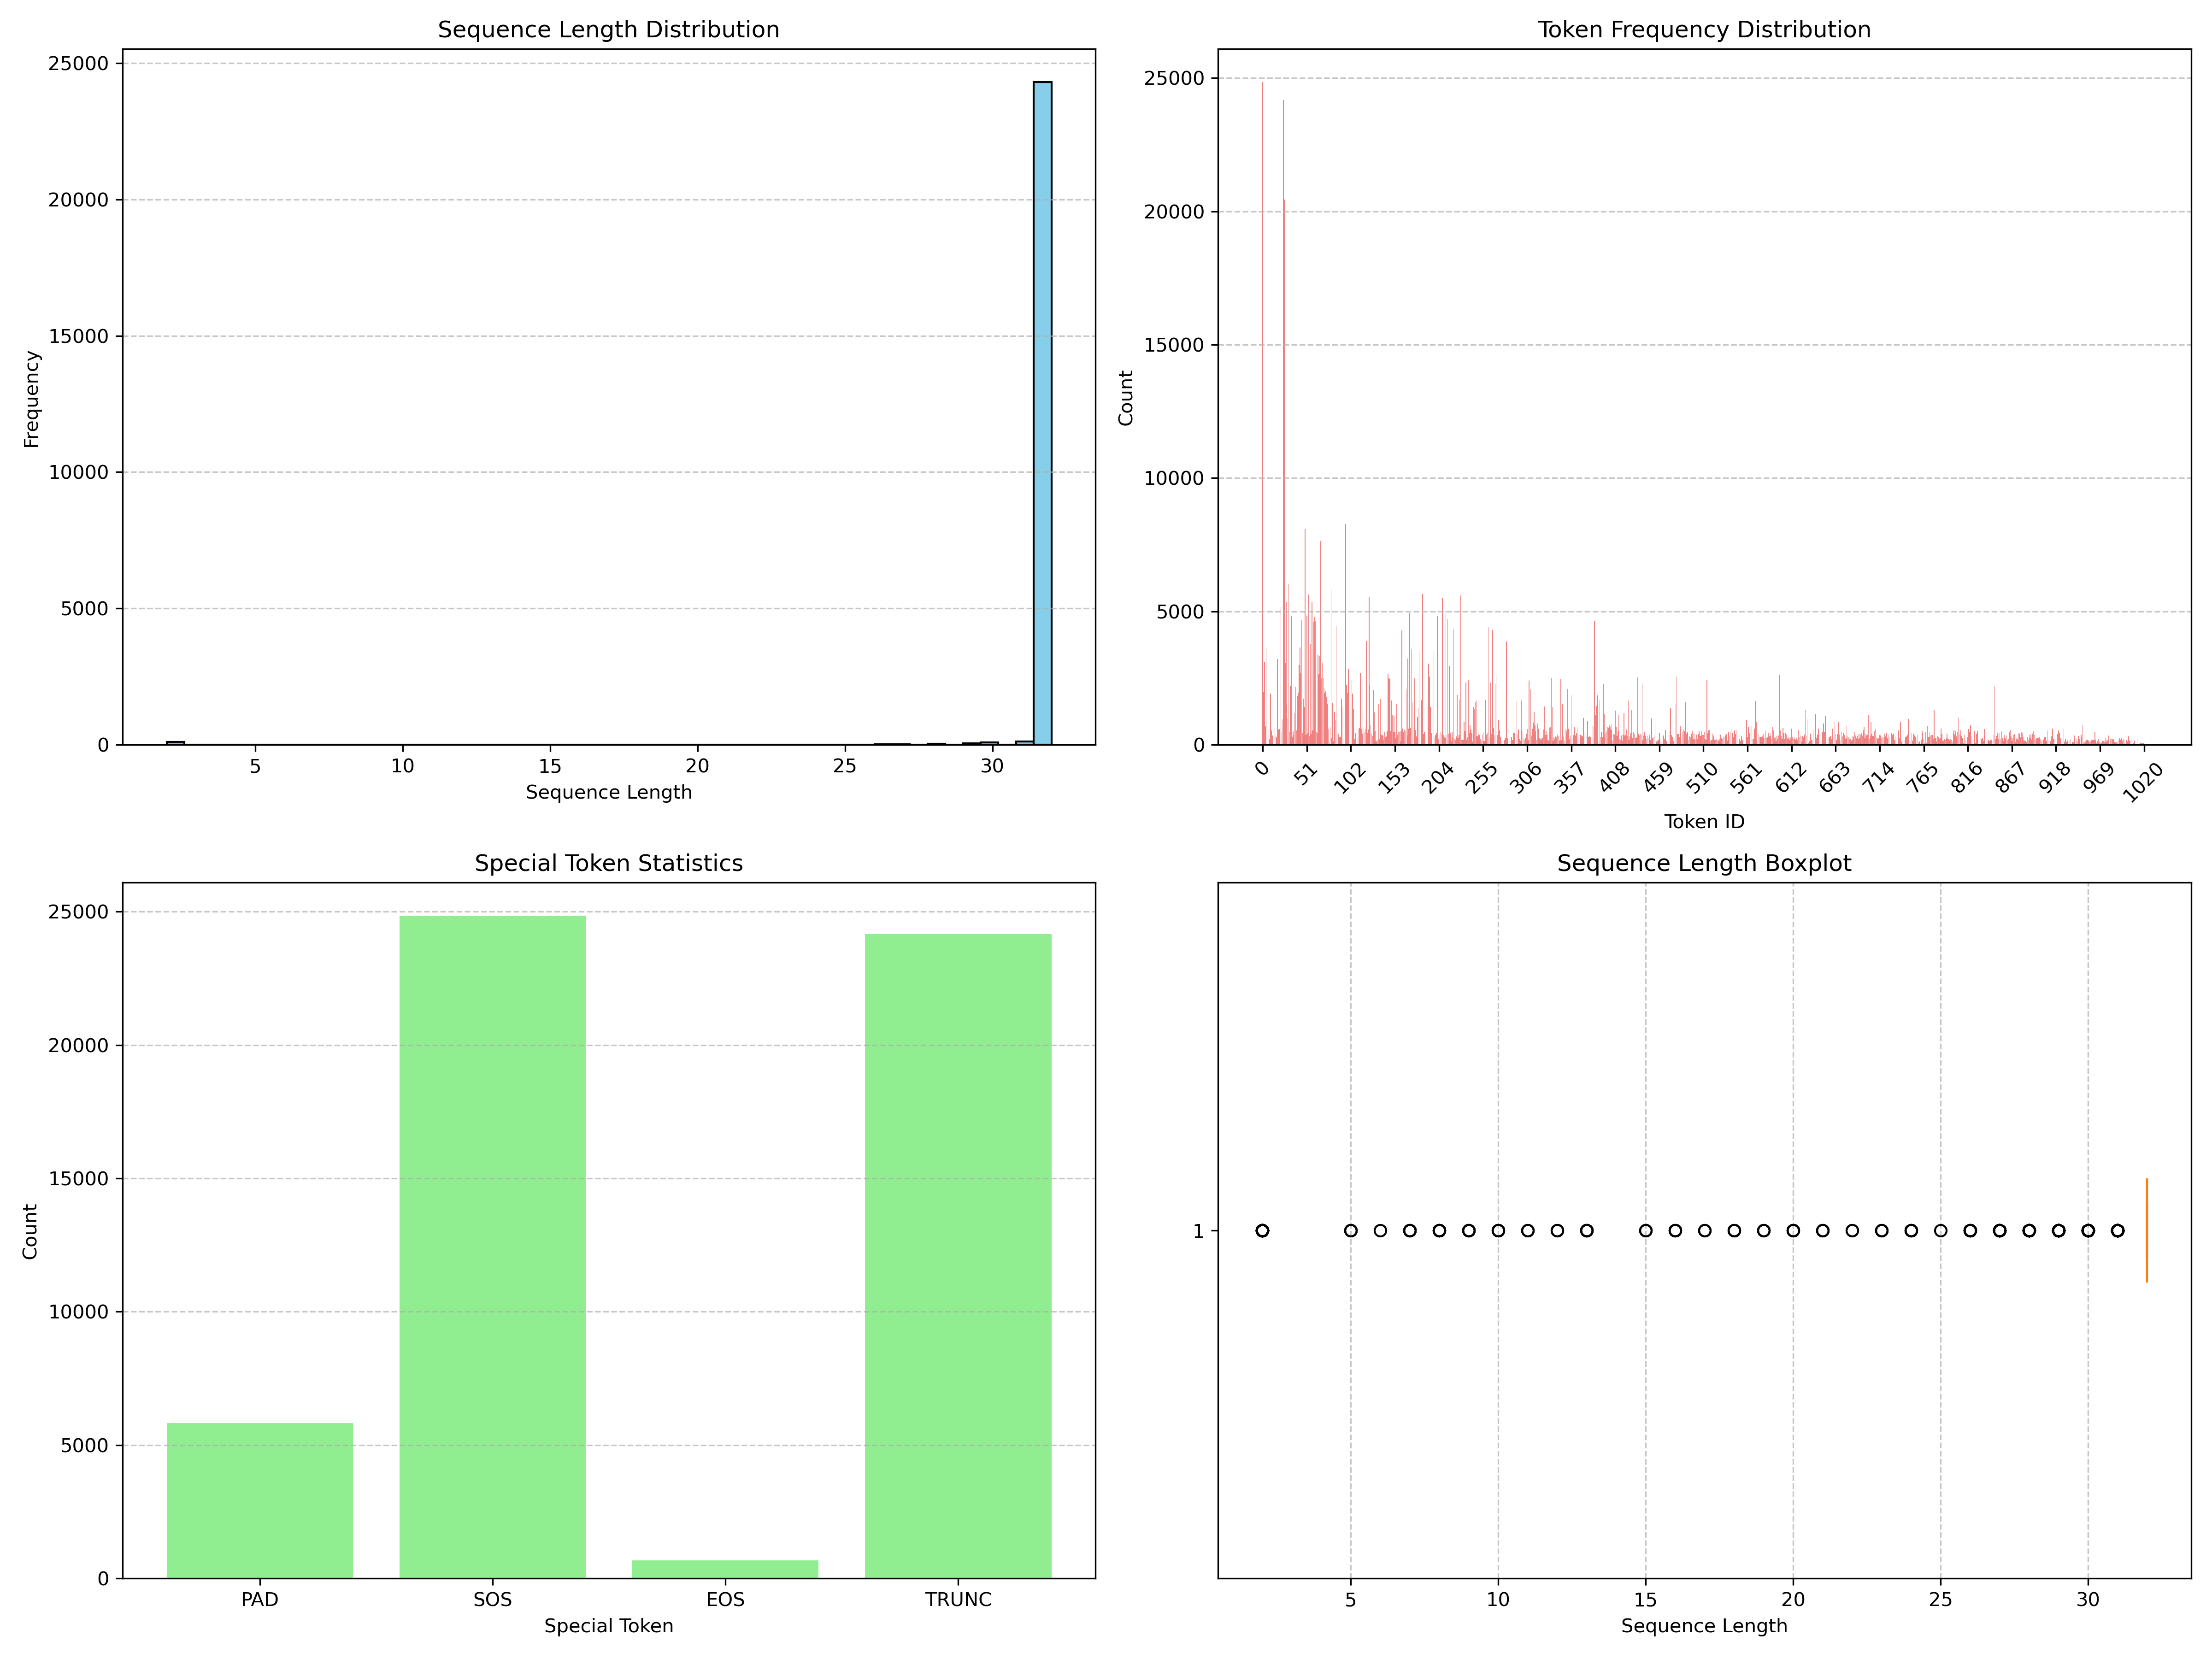 Sequence Length Distribution
25000
20000
15000
10000
5000
0
Frequency
5 10 15 20 25 30
Sequence Length
Token Frequency Distribution
25000
20000
15000
10000
5000
0
Count
0 51 102 153 204 255 306 357 408 459 510 561 612 663 714 765 816 867 918 969 1020
Token ID
Special Token Statistics
25000
20000
15000
10000
5000
0
Count
PAD SOS EOS TRUNC
Special Token
Sequence Length Boxplot
1
5 10 15 20 25 30
Sequence Length